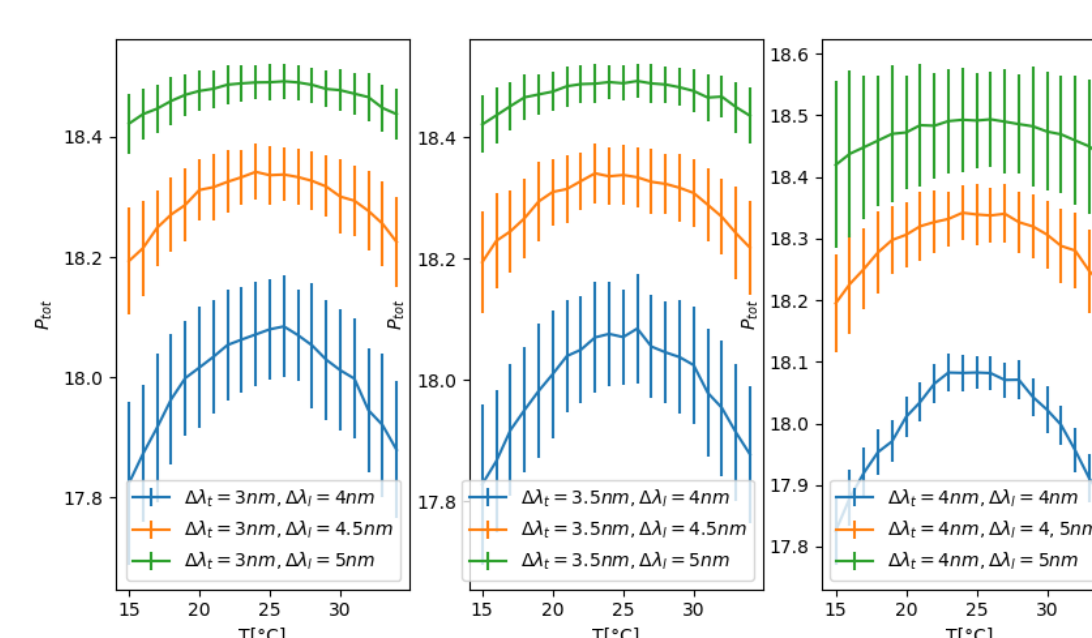 18.4
18.2
18.0
17.8
P_tot
15 20 25 30
T[°C]
Δλ_t = 3nm, Δλ_l = 4nm
Δλ_t = 3nm, Δλ_l = 4.5nm
Δλ_t = 3nm, Δλ_l = 5nm
18.4
18.2
18.0
17.8
P_tot
15 20 25 30
T[°C]
Δλ_t = 3.5nm, Δλ_l = 4nm
Δλ_t = 3.5nm, Δλ_l = 4.5nm
Δλ_t = 3.5nm, Δλ_l = 5nm
18.6
18.5
18.4
18.3
18.2
18.1
18.0
17.9
17.8
P_tot
15 20 25 30
T[°C]
Δλ_t = 4nm, Δλ_l = 4nm
Δλ_t = 4nm, Δλ_l = 4, 5nm
Δλ_t = 4nm, Δλ_l = 5nm